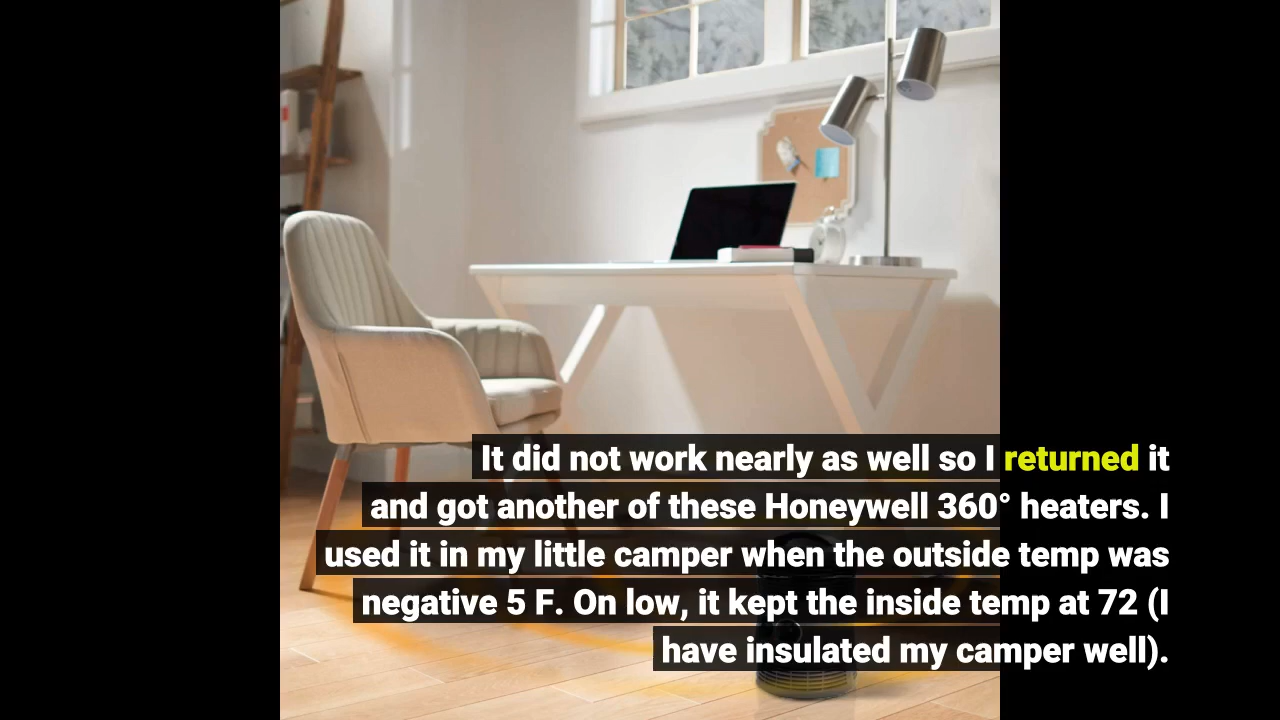 It did not work nearly as well so I returned it
and got another of these Honeywell 360° heaters. I
used it in my little camper when the outside temp was
negative 5 F. On low, it kept the inside temp at 72 (I
have insulated my camper well).